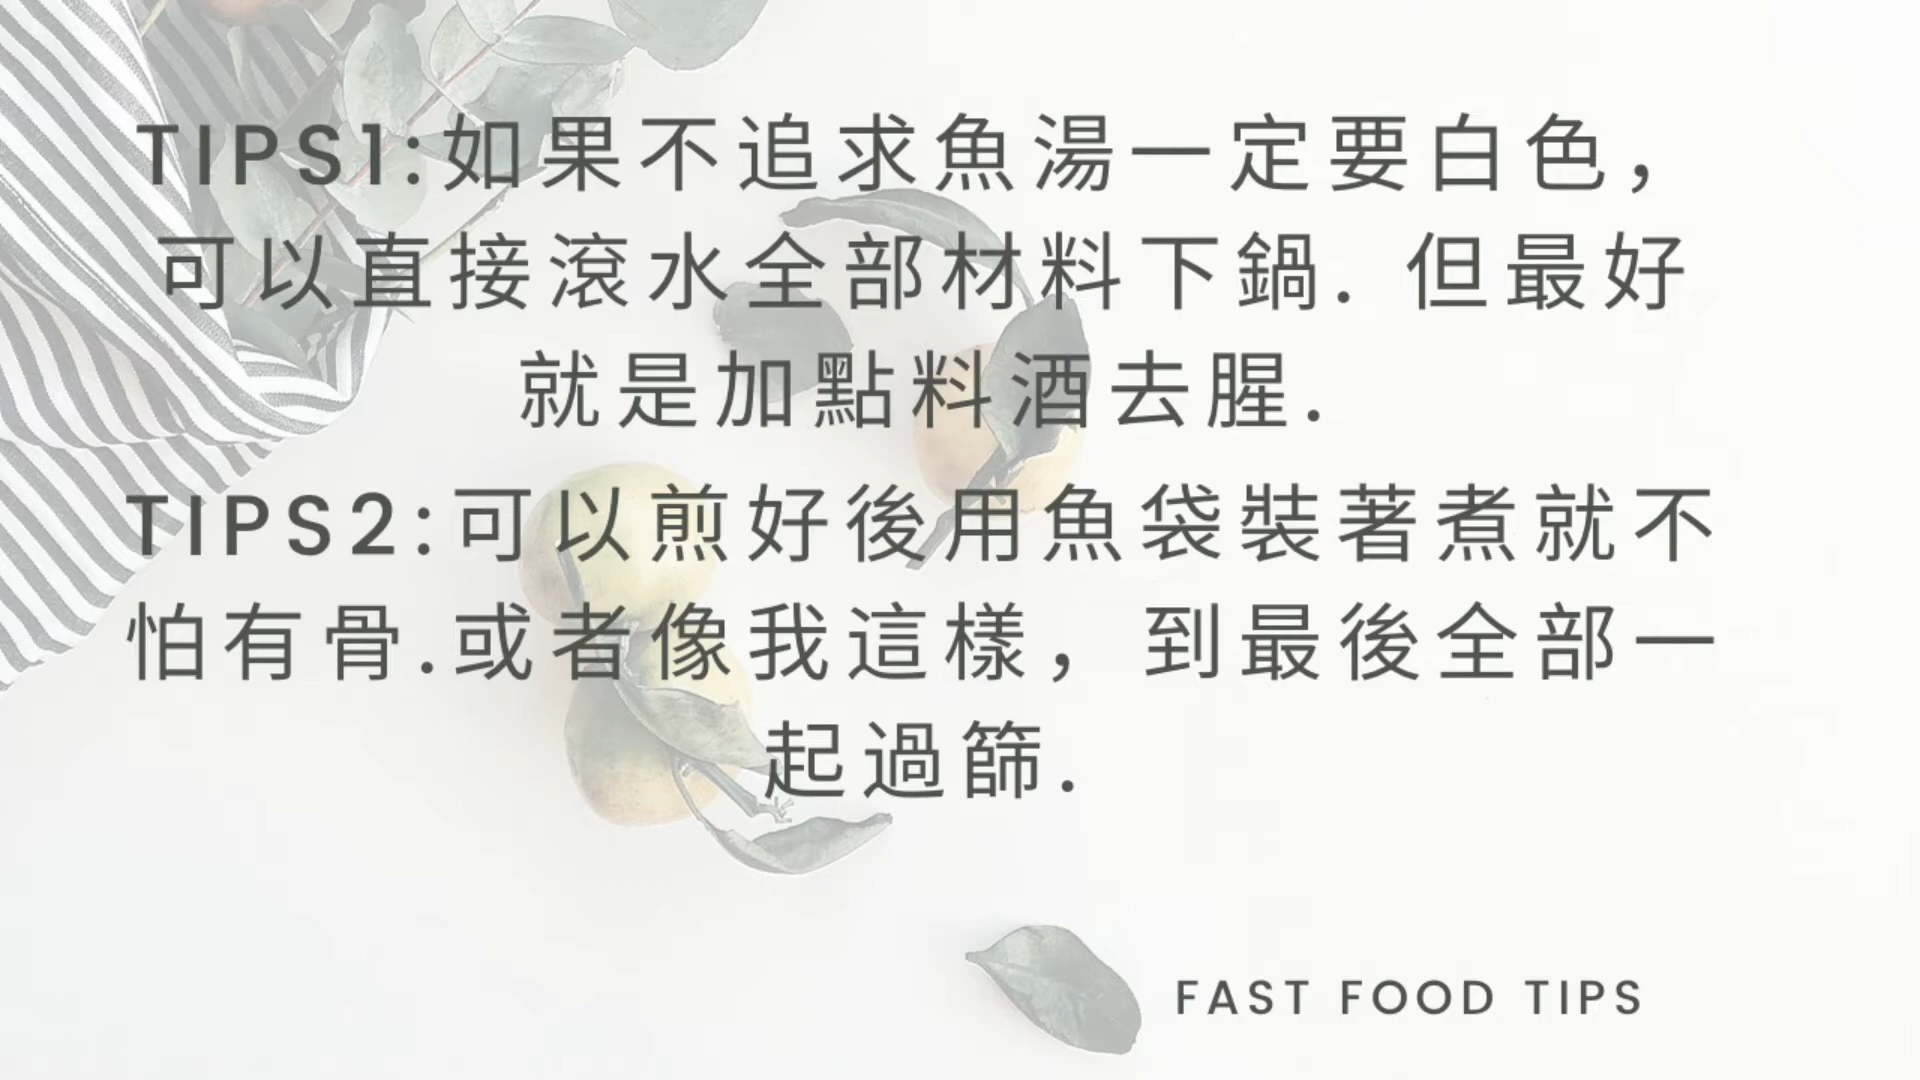 TIPS1:如果不追求魚湯一定要白色，
可以直接滾水全部材料下鍋. 但最好
就是加點料酒去腥.
TIPS2:可以煎好後用魚袋裝著煮就不
怕有骨.或者像我這樣，到最後全部一
起過篩.
FAST FOOD TIPS